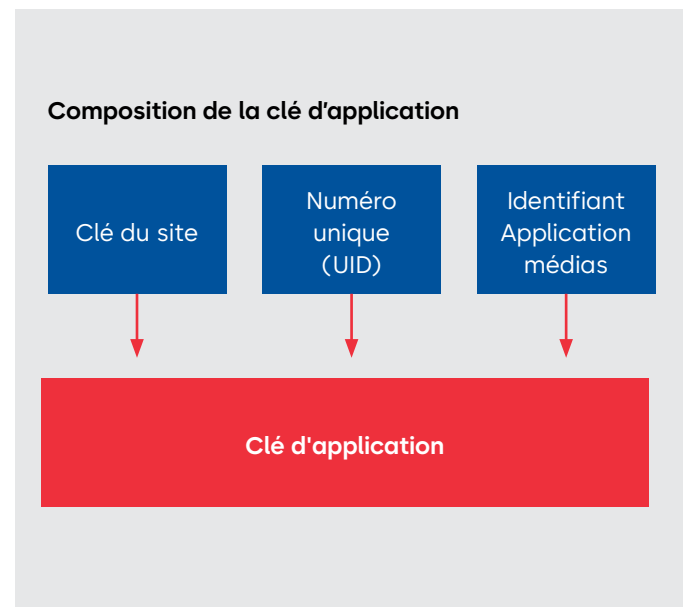 Composition de la clé d’application
Clé du site
Numéro
unique
(UID)
Identifiant
Application
médias
Clé d'application